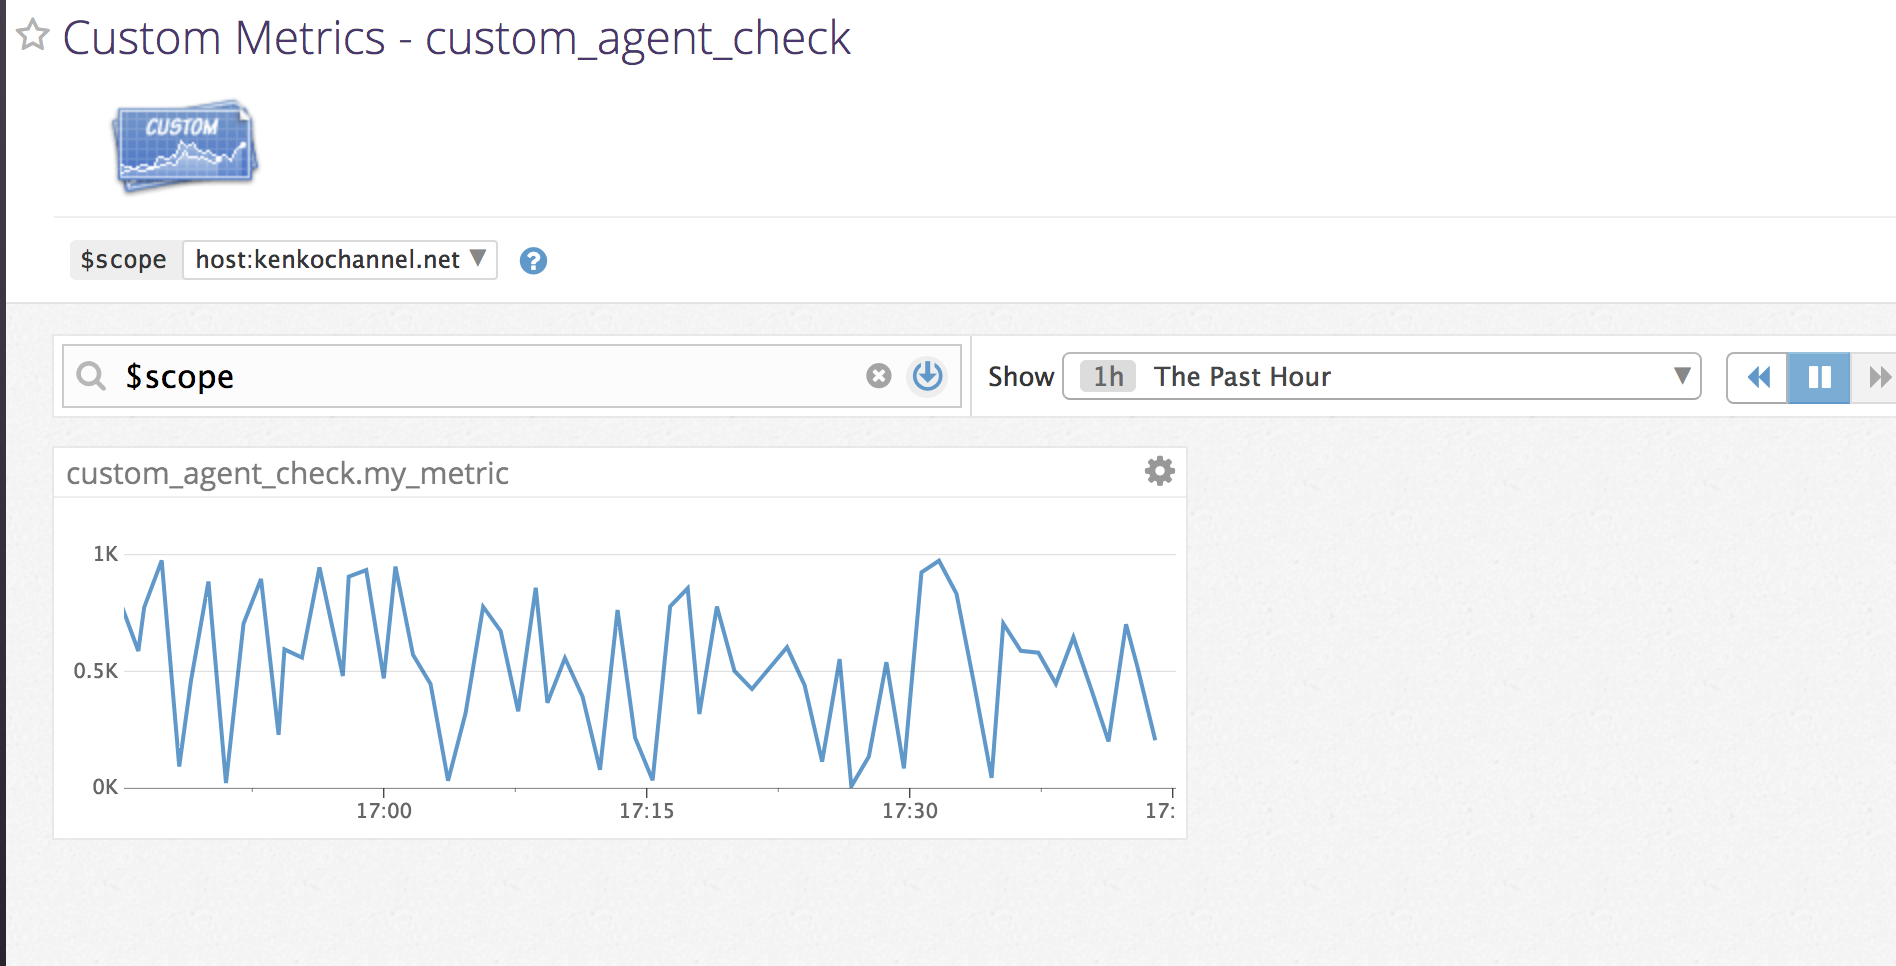 Custom Metrics - custom_agent_check
CUSTOM
$scope host:kenkochannel.net
$scope
Show 1h The Past Hour
custom_agent_check.my_metric
1K
0.5K
0K
17:00 17:15 17:30 17: